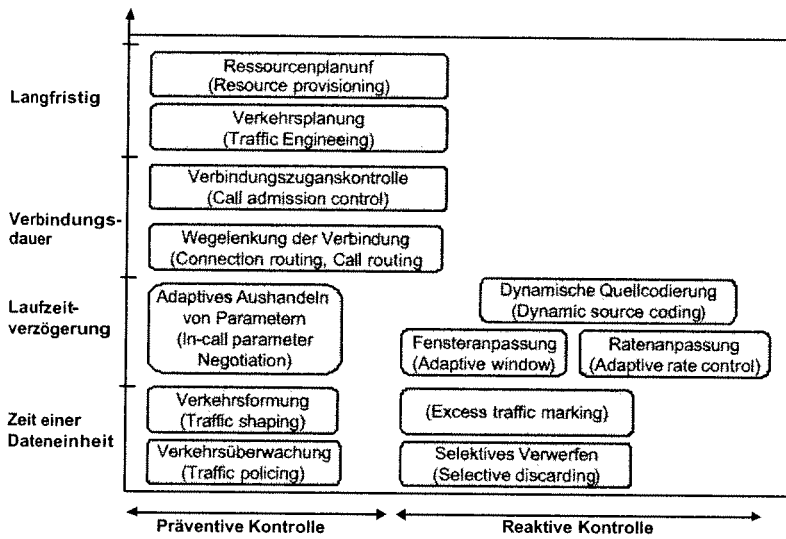 Langfristig
Ressourcenplanunf
(Resource provisioning)
Verkehrsplanung
(Traffic Engineeing)
Verbindungs-
dauer
Verbindungszuganskontrolle
(Call admission control)
Wegelenkung der Verbindung
(Connection routing, Call routing
Laufzeit-
verzögerung
Adaptives Aushandeln
von Parametern
(In-call parameter
Negotiation)
Dynamische Quellcodierung
(Dynamic source coding)
Fensteranpassung
(Adaptive window)
Ratenanpassung
(Adaptive rate control)
Zeit einer
Dateneinheit
Verkehrsformung
(Traffic shaping)
(Excess traffic marking)
Verkehrsüberwachung
(Traffic policing)
Selektives Verwerfen
(Selective discarding)
Präventive Kontrolle
Reaktive Kontrolle